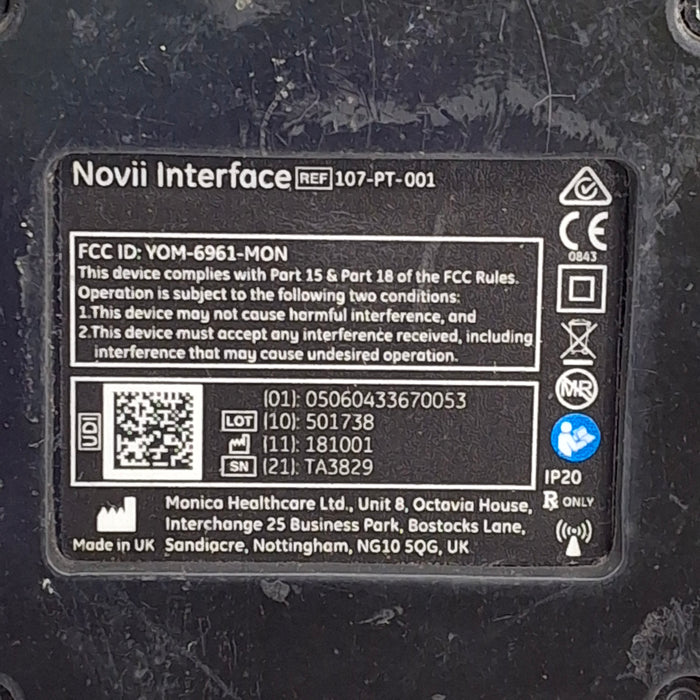 Novii Interface REF 107-PT-001
FCC ID: YOM-6961-MON
This device complies with Part 15 & Part 18 of the FCC Rules.
Operation is subject to the following two conditions:
1.This device may not cause harmful interference, and
2.This device must accept any interference received, including
interference that may cause undesired operation.
CE
0843
MR
UDI
(01): 05060433670053
LOT (10): 501738
(11): 181001
SN (21): TA3829
IP20
Rx ONLY
Monica Healthcare Ltd., Unit 8, Octavia House,
Interchange 25 Business Park, Bostocks Lane,
Made in UK Sandiacre, Nottingham, NG10 5QG, UK